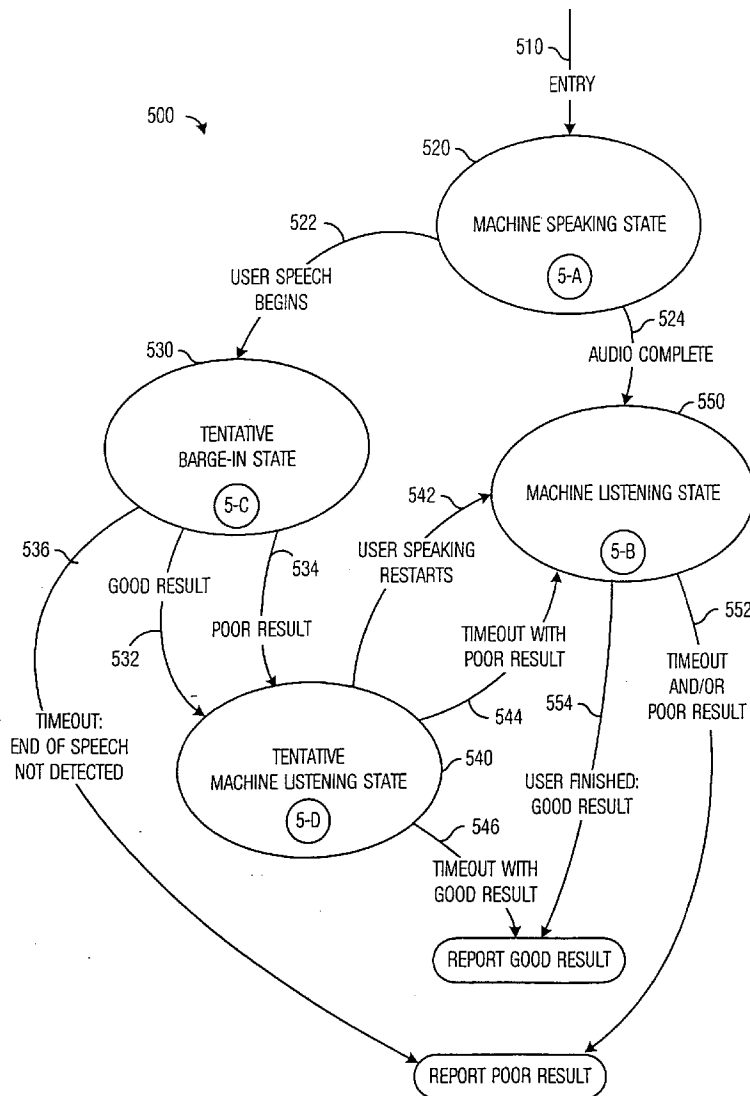 510
ENTRY
500
520
522
MACHINE SPEAKING STATE
5-A
USER SPEECH
BEGINS
524
AUDIO COMPLETE
530
550
TENTATIVE
BARGE-IN STATE
5-C
542
MACHINE LISTENING STATE
5-B
536
GOOD RESULT
534
USER SPEAKING
RESTARTS
532
POOR RESULT
TIMEOUT WITH
POOR RESULT
552
TIMEOUT
AND/OR
POOR RESULT
544
554
TIMEOUT:
END OF SPEECH
NOT DETECTED
TENTATIVE
MACHINE LISTENING STATE
540
5-D
USER FINISHED:
GOOD RESULT
546
TIMEOUT WITH
GOOD RESULT
REPORT GOOD RESULT
REPORT POOR RESULT